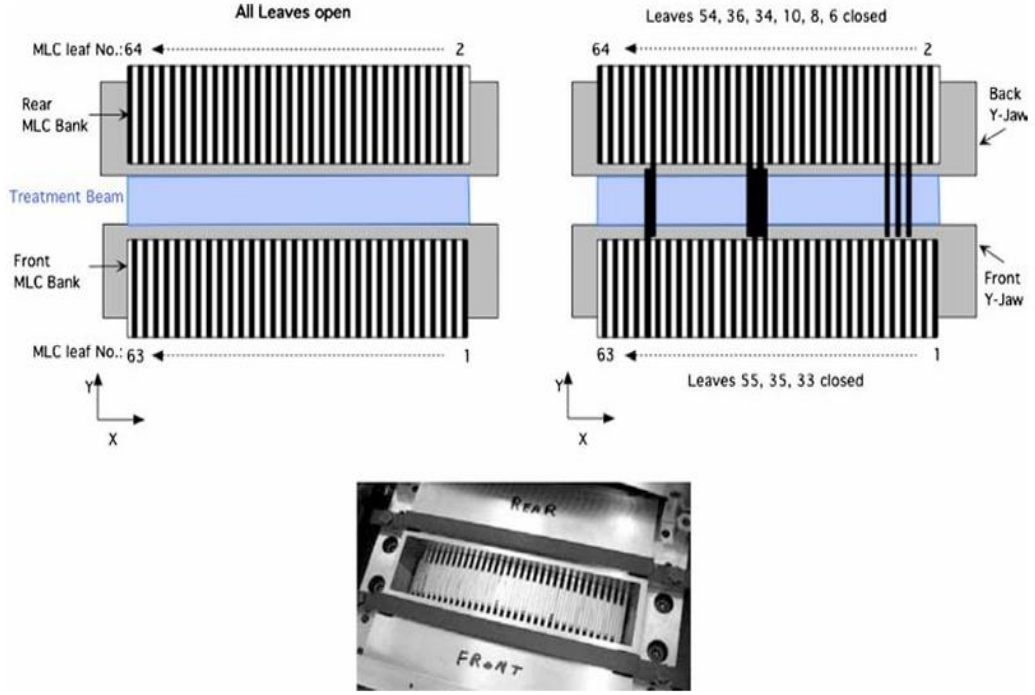 All Leaves open
Leaves 54, 36, 34, 10, 8, 6 closed
MLC leaf No.: 64
2
64
2
Rear
MLC Bank
Back
Y-Jaw
Treatment Beam
Front
MLC Bank
Front
Y-Jaw
MLC leaf No.: 63
1
63
1
Leaves 55, 35, 33 closed
Y
X
Y
X
REAR
FRONT